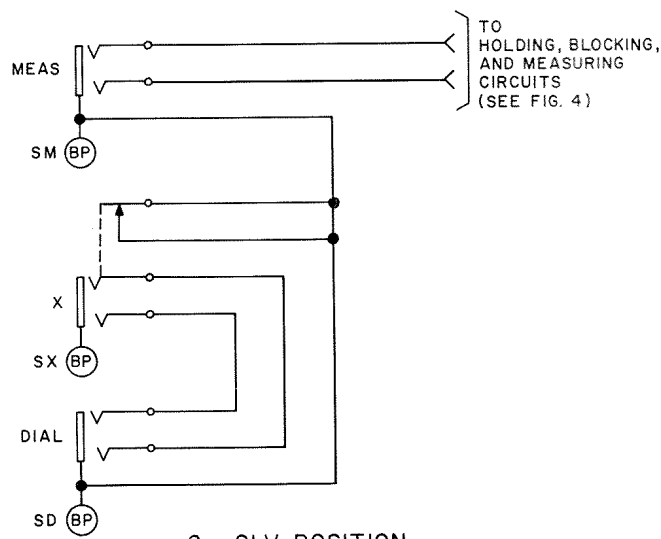 TO
HOLDING, BLOCKING,
AND MEASURING
CIRCUITS
(SEE FIG. 4)
MEAS
SM BP
X
SX BP
DIAL
SD BP